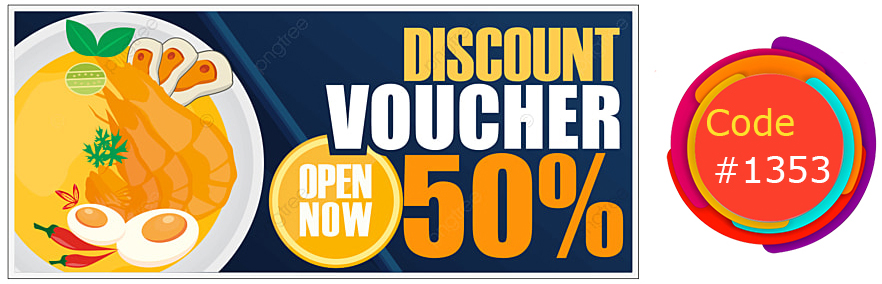 DISCOUNT
VOUCHER
50%
OPEN
NOW
Code
#1353